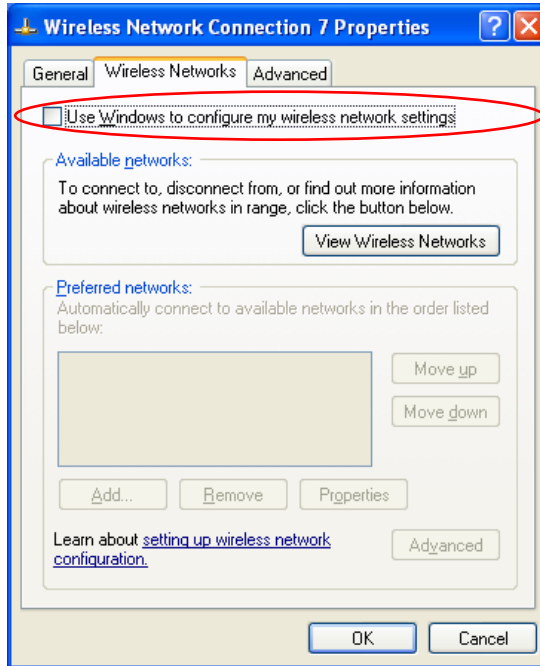 Wireless Network Connection 7 Properties
General Wireless Networks Advanced
Use Windows to configure my wireless network settings
Available networks:
To connect to, disconnect from, or find out more information
about wireless networks in range, click the button below.
View Wireless Networks
Preferred networks:
Automatically connect to available networks in the order listed
below:
Move up
Move down
Add... Remove Properties
Learn about setting up wireless network
configuration.
Advanced
OK Cancel